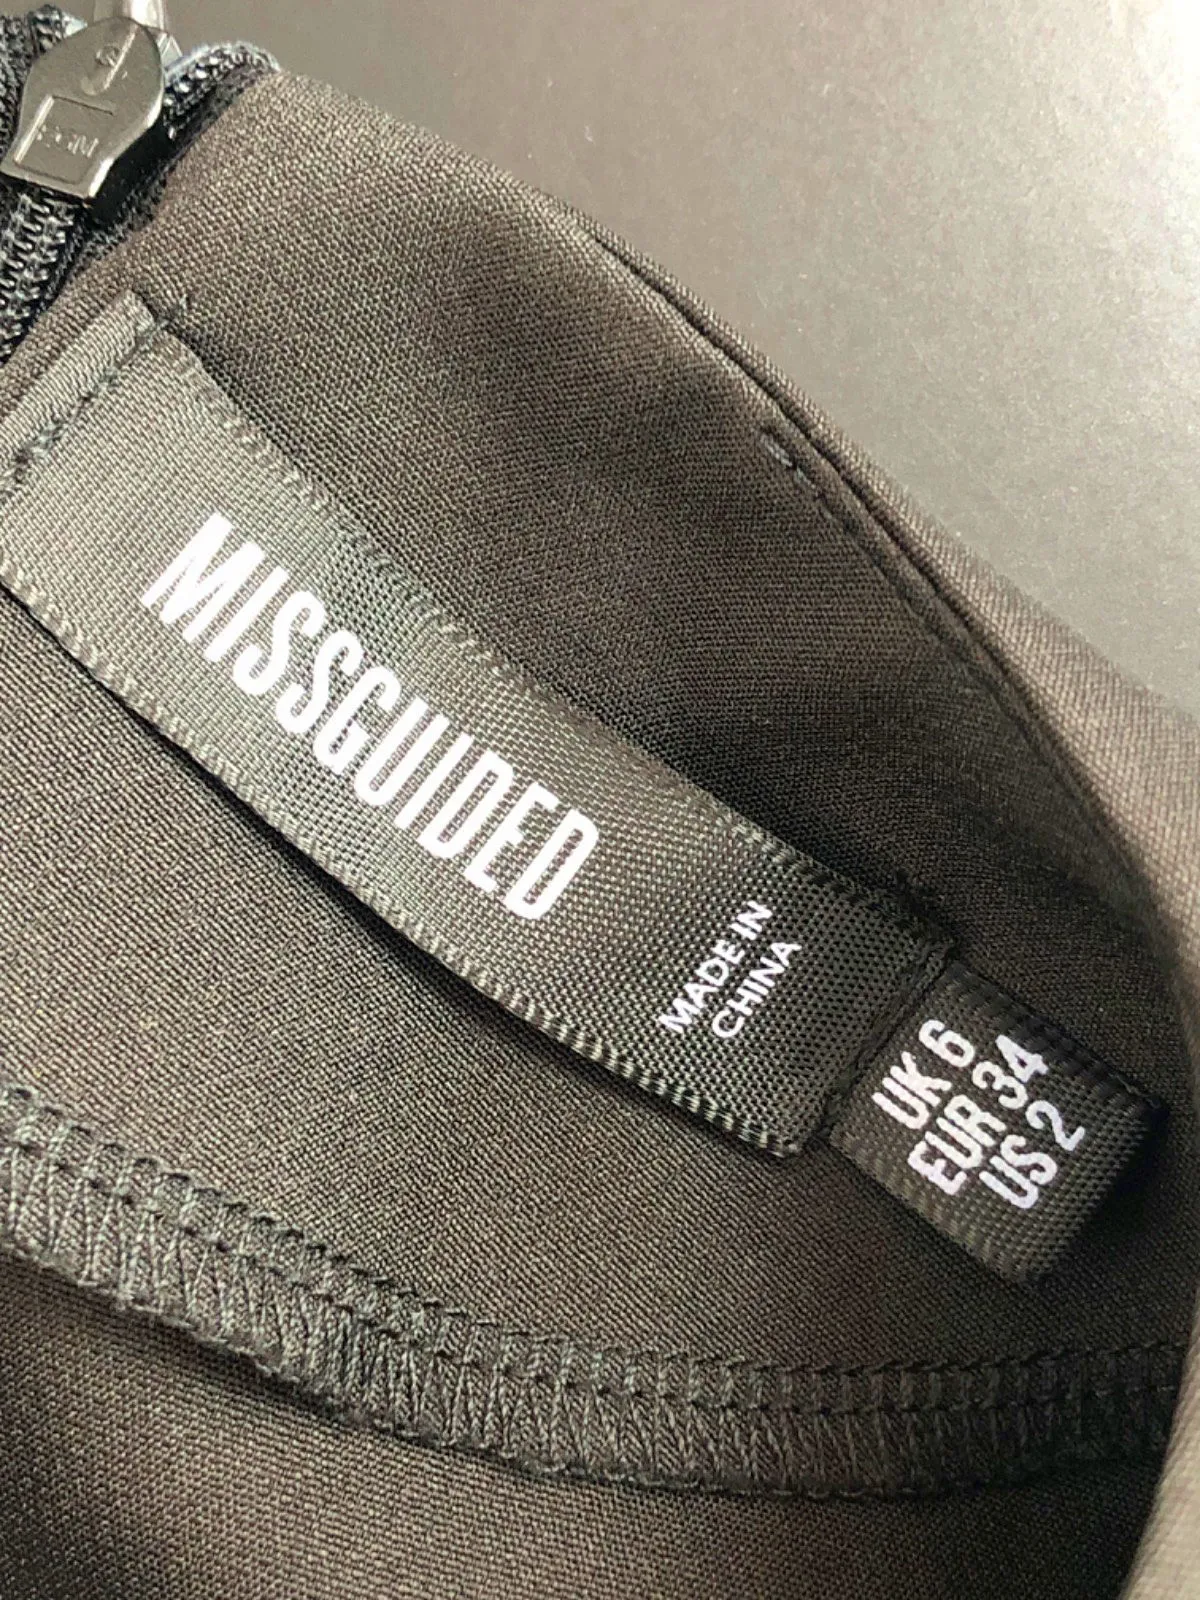 MISSGUIDED
MADE IN
CHINA
UK 6
EUR 34
US 2